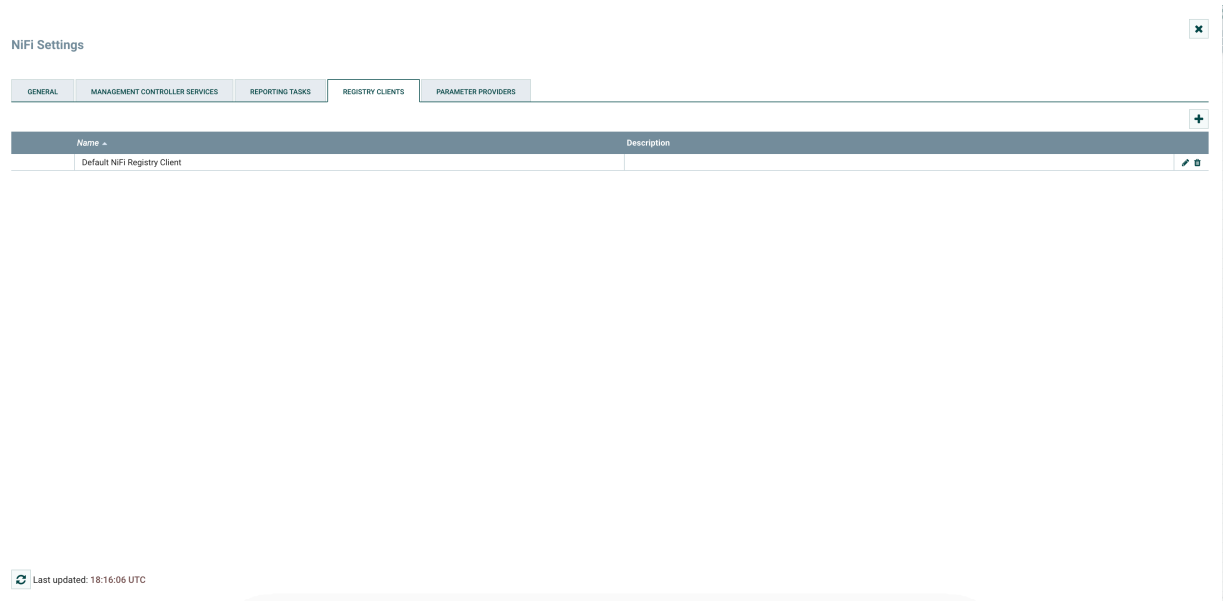 NiFi Settings
GENERAL MANAGEMENT CONTROLLER SERVICES REPORTING TASKS REGISTRY CLIENTS PARAMETER PROVIDERS
Name Description
Default NiFi Registry Client
Last updated: 18:16:06 UTC